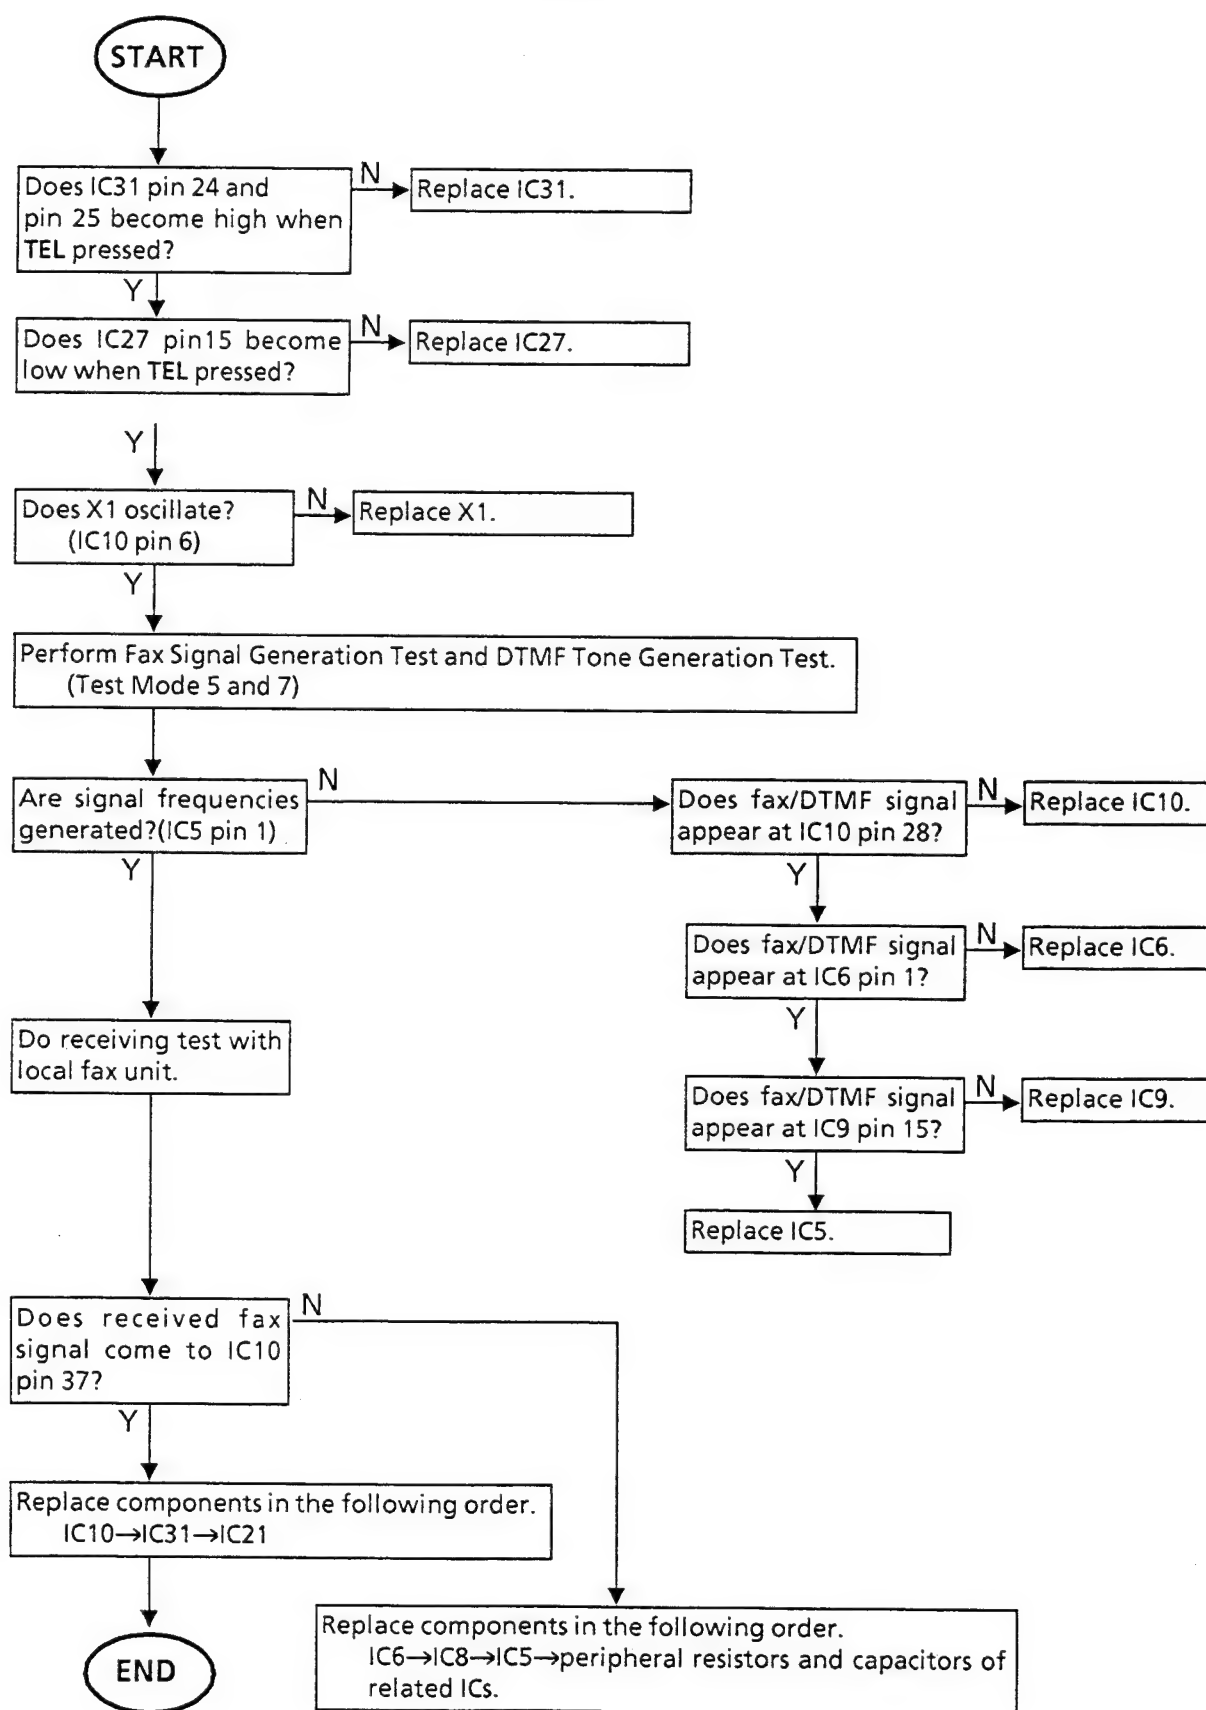 START
Does IC31 pin 24 and
pin 25 become high when
TEL pressed?
N
Replace IC31.
Y
Does IC27 pin15 become
low when TEL pressed?
N
Replace IC27.
Y
Does X1 oscillate?
(IC10 pin 6)
N
Replace X1.
Y
Perform Fax Signal Generation Test and DTMF Tone Generation Test.
(Test Mode 5 and 7)
Are signal frequencies
generated?(IC5 pin 1)
N
Does fax/DTMF signal
appear at IC10 pin 28?
N
Replace IC10.
Y
Y
Does fax/DTMF signal
appear at IC6 pin 1?
N
Replace IC6.
Y
Do receiving test with
local fax unit.
Does fax/DTMF signal
appear at IC9 pin 15?
N
Replace IC9.
Y
Replace IC5.
Does received fax
signal come to IC10
pin 37?
N
Y
Replace components in the following order.
IC10→IC31→IC21
END
Replace components in the following order.
IC6→IC8→IC5→peripheral resistors and capacitors of
related ICs.